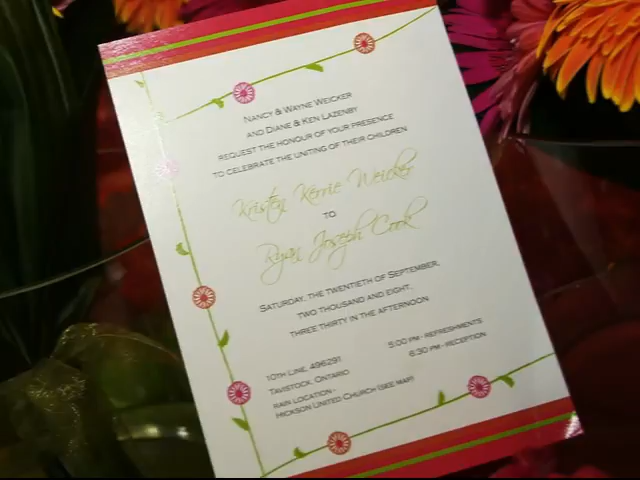 Nancy & Wayne Weicker
and Diane & Ken Lazenby
request the honour of your presence
to celebrate the uniting of their children
Kristen Kerrie Weicker
to
Ryan Joseph Cook
Saturday, the twentieth of September,
two thousand and eight,
three thirty in the afternoon
10th Line, 496291
Tavistock, Ontario
rain location -
Hickson United Church (see map)
5:00 pm - refreshments
6:30 pm - reception